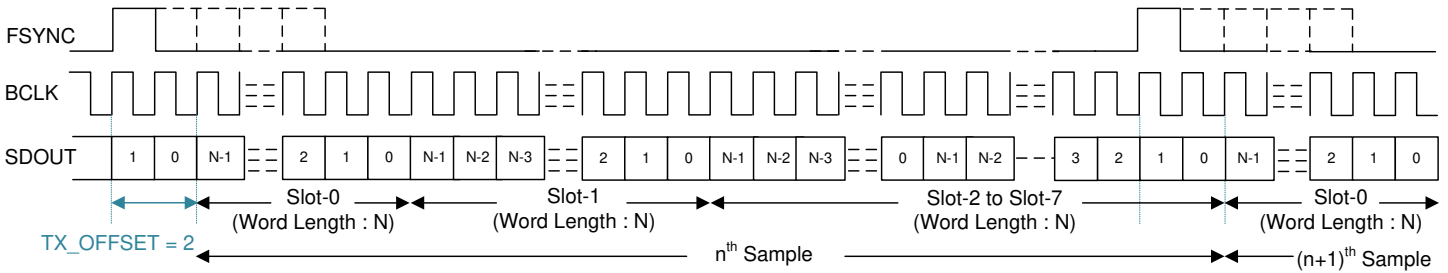 FSYNC
BCLK
SDOUT
1 0 N-1 2 1 0 N-1 N-2 N-3 2 1 0 N-1 N-2 N-3 0 N-1 N-2 3 2 1 0 N-1 2 1 0
Slot-0
(Word Length : N)
Slot-1
(Word Length : N)
Slot-2 to Slot-7
(Word Length : N)
Slot-0
(Word Length : N)
TX_OFFSET = 2
nth Sample
(n+1)th Sample